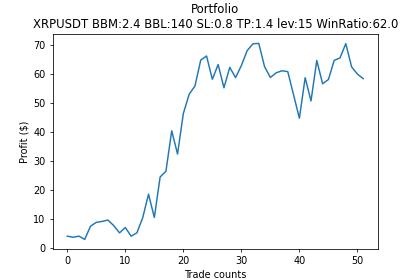 Portfolio
XRPUSDT BBM:2.4 BBL:140 SL:0.8 TP:1.4 lev:15 WinRatio:62.0
70
60
50
40
30
20
10
0
Profit ($)
0 10 20 30 40 50
Trade counts